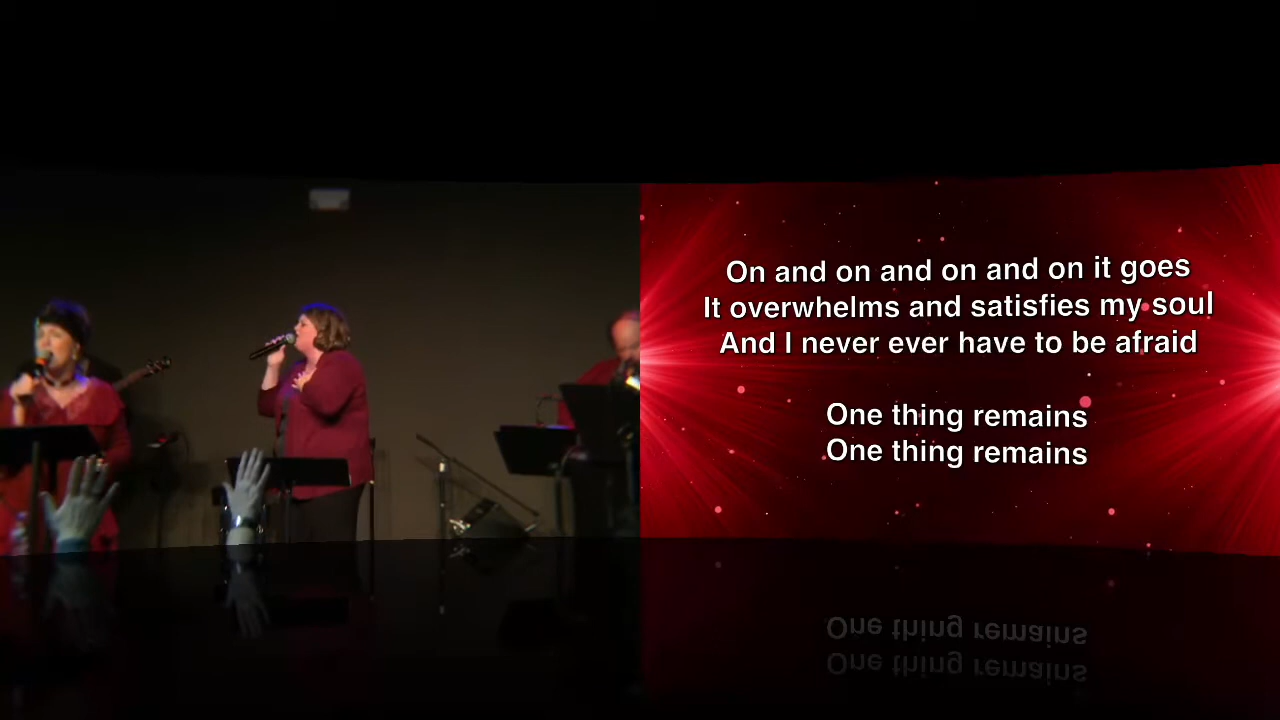 On and on and on and on it goes
It overwhelms and satisfies my soul
And I never ever have to be afraid
One thing remains
One thing remains